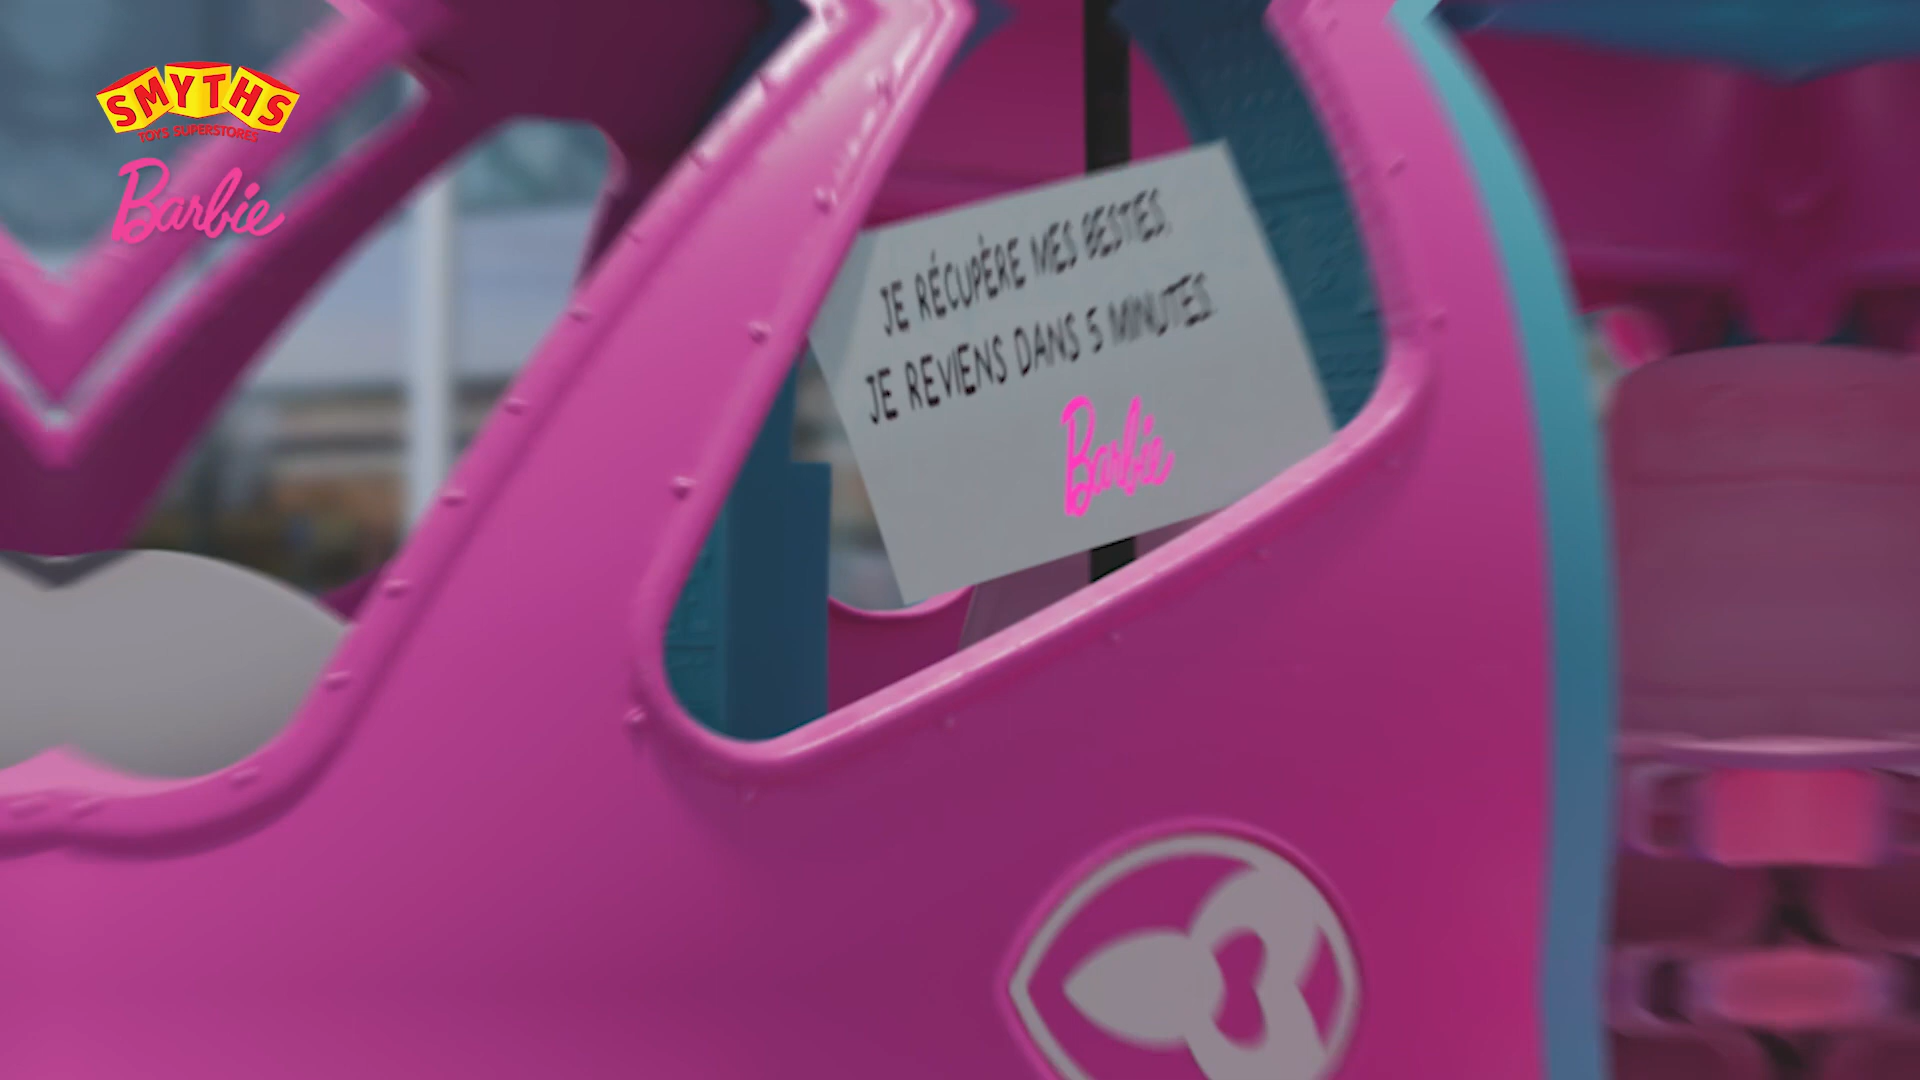 SMYTHS
TOYS SUPERSTORES
Barbie
JE RÉCUPÈRE MES BESTIES,
JE REVIENS DANS 5 MINUTES
Barbie